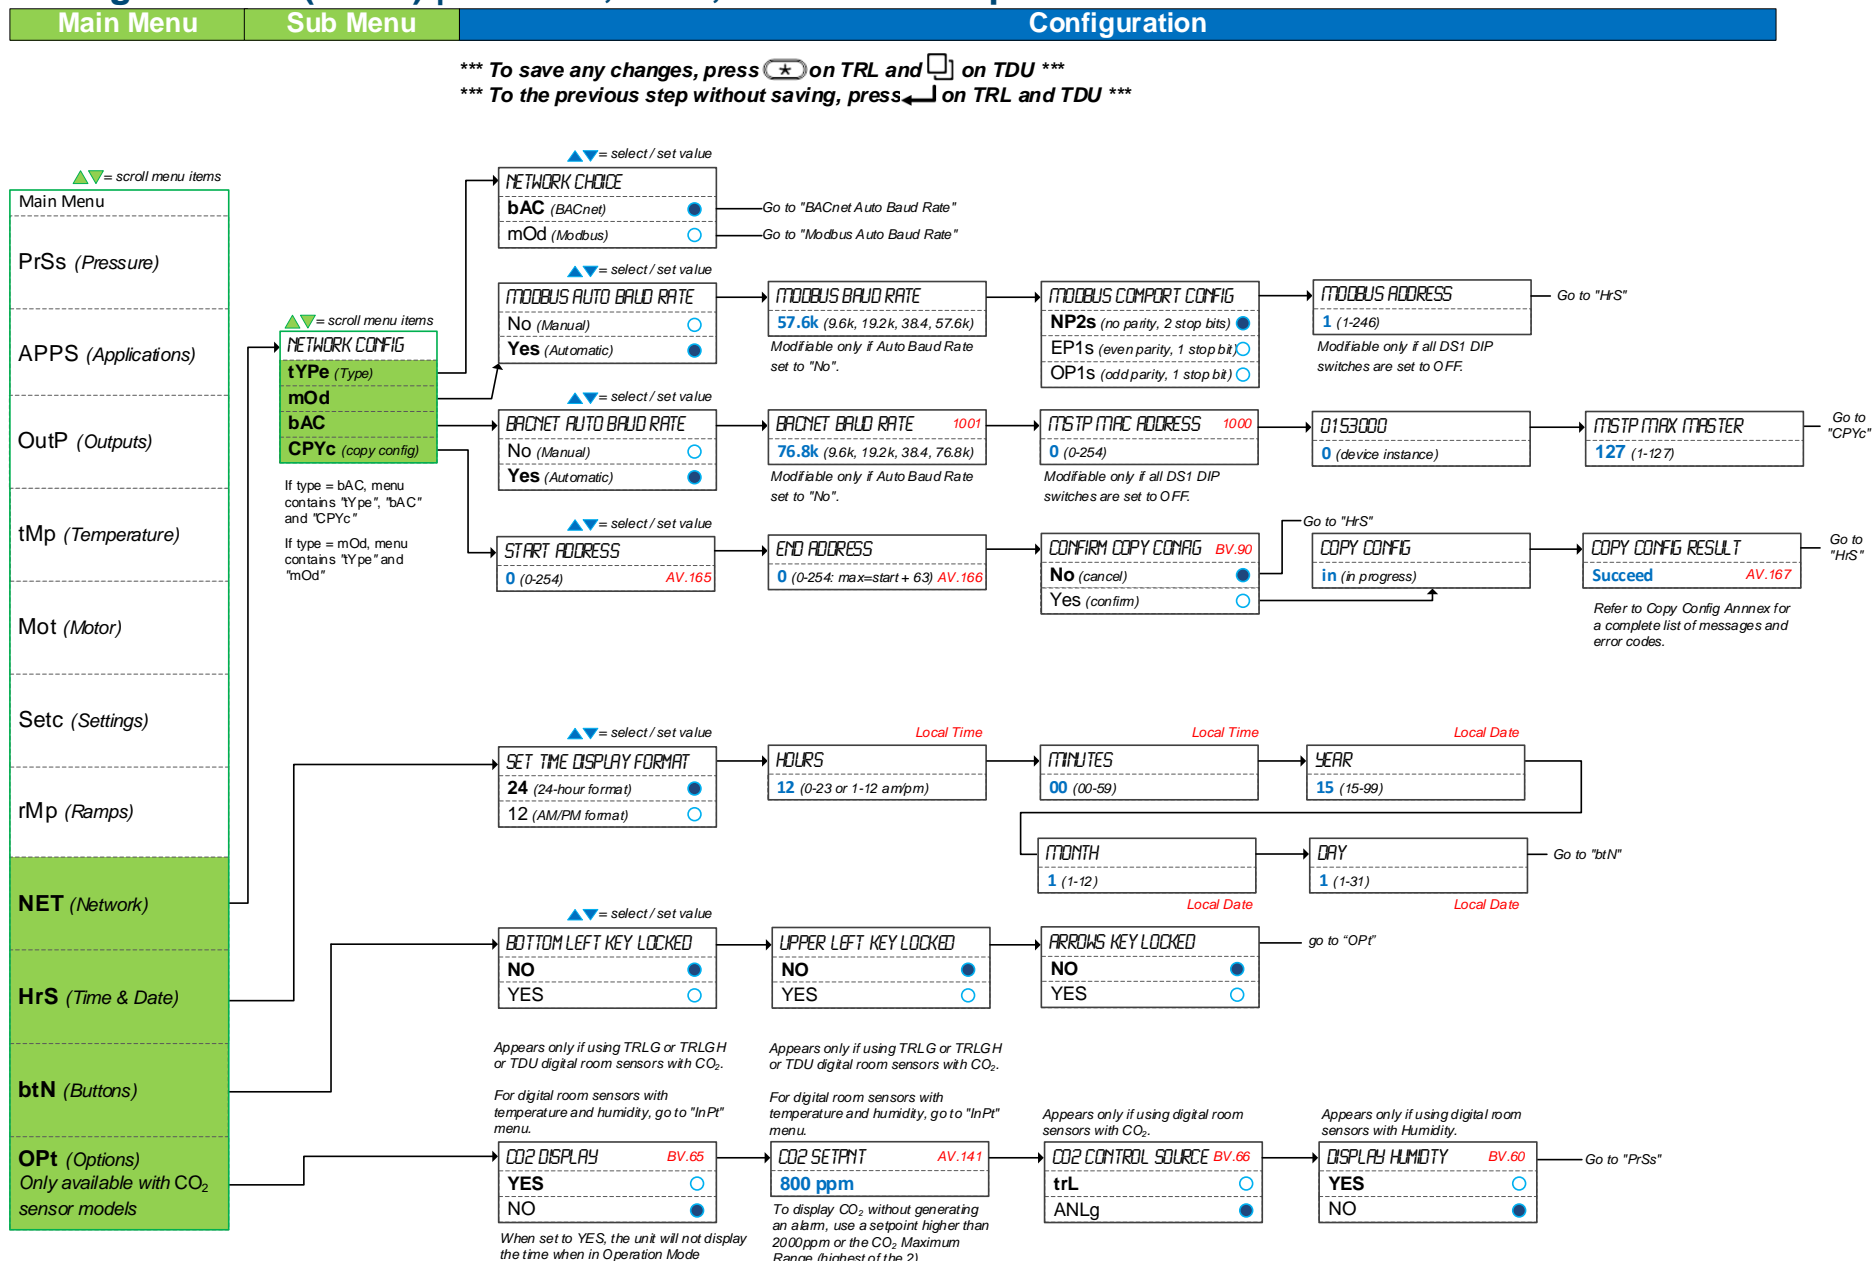 Main Menu
Sub Menu
Configuration
*** To save any changes, press on TRL and on TDU ***
*** To the previous step without saving, press on TRL and TDU ***
= scroll menu items
Main Menu
PrSs (Pressure)
APPS (Applications)
OutP (Outputs)
tMp (Temperature)
Mot (Motor)
Setc (Settings)
rMp (Ramps)
NET (Network)
HrS (Time & Date)
btN (Buttons)
OPt (Options)
Only available with CO2
sensor models
= scroll menu items
NETWORK CONFIG
tYPe (Type)
mOd
bAC
CPYc (copy config)
If type = bAC, menu
contains "tYpe", "bAC"
and "CPYc"
If type = mOd, menu
contains "tYpe" and
"mOd"
= select / set value
NETWORK CHOICE
bAC (BACnet)
mOd (Modbus)
Go to "BACnet Auto Baud Rate"
Go to "Modbus Auto Baud Rate"
= select / set value
MODBUS AUTO BAUD RATE
No (Manual)
Yes (Automatic)
MODBUS BAUD RATE
57.6k (9.6k, 19.2k, 38.4, 57.6k)
Modifiable only if Auto Baud Rate
set to "No".
MODBUS COMPORT CONFIG
NP2s (no parity, 2 stop bits)
EP1s (even parity, 1 stop bit)
OP1s (odd parity, 1 stop bit)
MODBUS ADDRESS
1 (1-246)
Modifiable only if all DS1 DIP
switches are set to OFF.
Go to "HrS"
= select / set value
BACNET AUTO BAUD RATE
No (Manual)
Yes (Automatic)
BACNET BAUD RATE 1001
76.8k (9.6k, 19.2k, 38.4, 76.8k)
Modifiable only if Auto Baud Rate
set to "No".
MSTP MAC ADDRESS 1000
0 (0-254)
Modifiable only if all DS1 DIP
switches are set to OFF.
0153000
0 (device instance)
MSTP MAX MASTER
127 (1-127)
Go to
"CPYc"
= select / set value
START ADDRESS
0 (0-254) AV.165
END ADDRESS
0 (0-254: max=start + 63) AV.166
CONFIRM COPY CONFIG BV.90
No (cancel)
Yes (confirm)
Go to "HrS"
COPY CONFIG
in (in progress)
COPY CONFIG RESULT
Succeed AV.167
Refer to Copy Config Annnex for
a complete list of messages and
error codes.
Go to
"HrS"
= select / set value
SET TIME DISPLAY FORMAT
24 (24-hour format)
12 (AM/PM format)
Local Time
HOURS
12 (0-23 or 1-12 am/pm)
Local Time
MINUTES
00 (00-59)
Local Date
YEAR
15 (15-99)
MONTH
1 (1-12)
Local Date
DAY
1 (1-31)
Local Date
Go to "btN"
= select / set value
BOTTOM LEFT KEY LOCKED
NO
YES
UPPER LEFT KEY LOCKED
NO
YES
ARROWS KEY LOCKED
NO
YES
go to “OPt”
Appears only if using TRLG or TRLGH
or TDU digital room sensors with CO2.
For digital room sensors with
temperature and humidity, go to "InPt"
menu.
CO2 DISPLAY BV.65
YES
NO
When set to YES, the unit will not display
the time when in Operation Mode
Appears only if using TRLG or TRLGH
or TDU digital room sensors with CO2.
For digital room sensors with
temperature and humidity, go to "InPt"
menu.
CO2 SETPNT AV.141
800 ppm
To display CO2 without generating
an alarm, use a setpoint higher than
2000ppm or the CO2 Maximum
Range (highest of the 2)
Appears only if using digital room
sensors with CO2.
CO2 CONTROL SOURCE BV.66
trL
ANLg
Appears only if using digital room
sensors with Humidity.
DISPLAY HUMIDTY BV.60
YES
NO
Go to "PrSs"